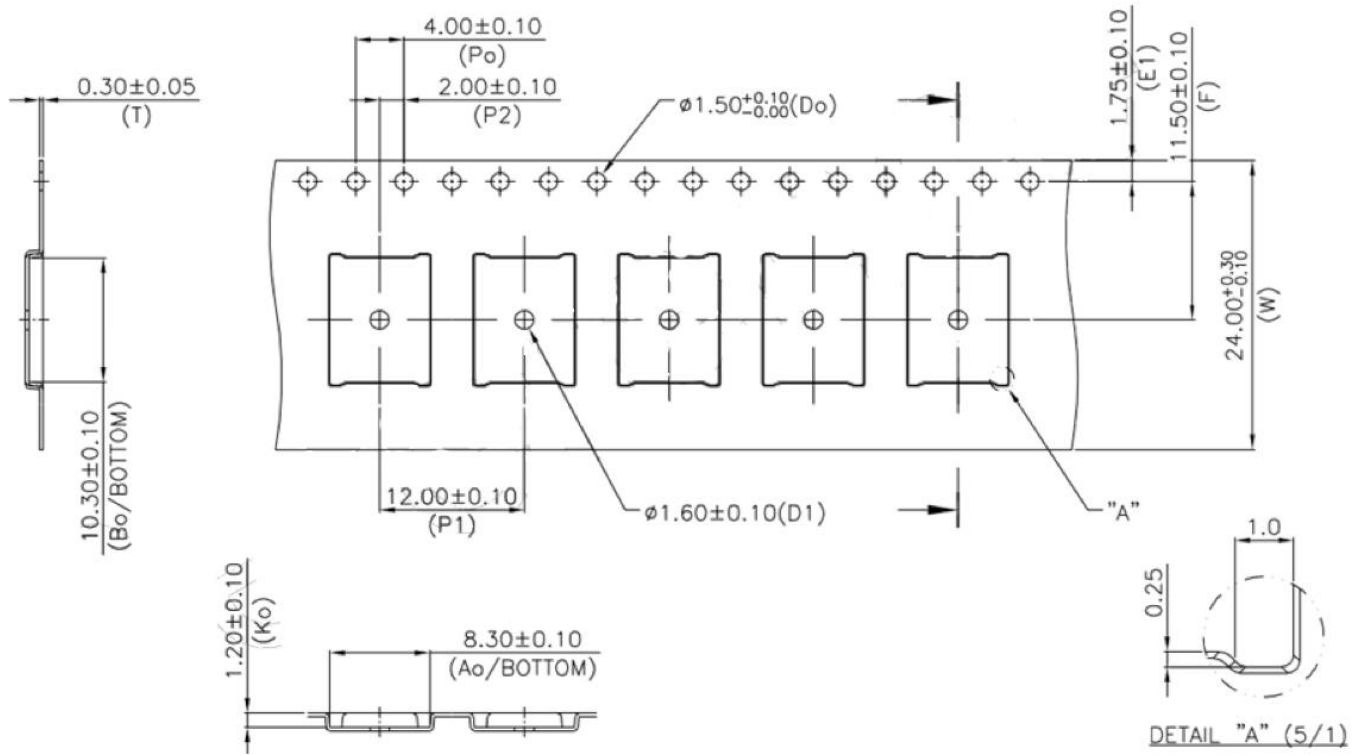 4.00±0.10
(Po)
0.30±0.05
(T)
2.00±0.10
(P2)
ø1.50+0.10-0.00(Do)
1.75±0.10
(E1)
11.50±0.10
(F)
24.00+0.30-0.10
(W)
10.30±0.10
(Bo/BOTTOM)
12.00±0.10
(P1)
ø1.60±0.10(D1)
"A"
1.20±0.10
(Ko)
8.30±0.10
(Ao/BOTTOM)
1.0
0.25
DETAIL "A" (5/1)